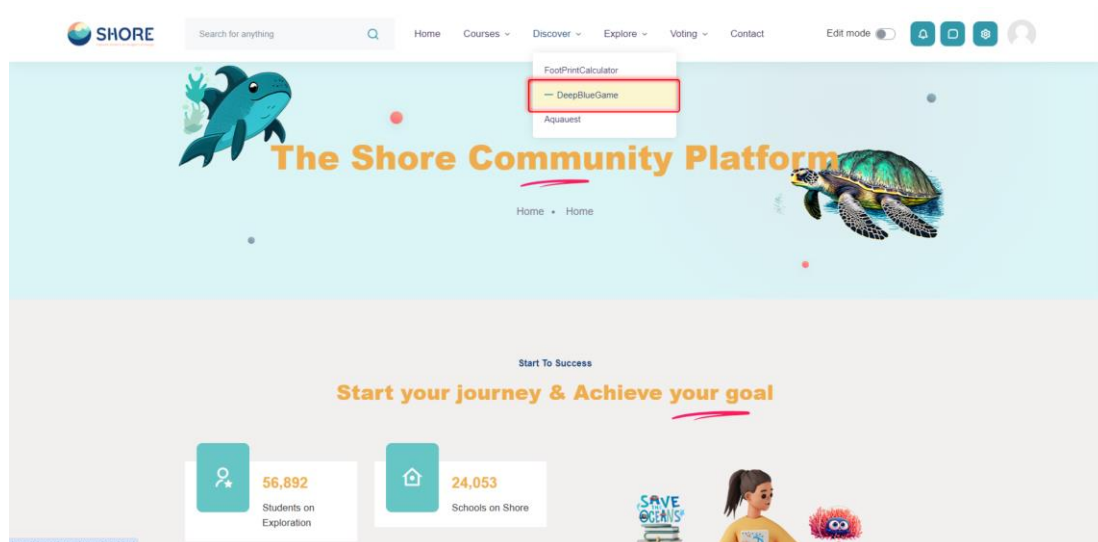 SHORE
Search for anything
Home
Courses
Discover
Explore
Voting
Contact
Edit mode
FootPrintCalculator
— DeepBlueGame
Aquauest
The Shore Community Platform
Home • Home
Start To Success
Start your journey & Achieve your goal
56,892
Students on
Exploration
24,053
Schools on Shore
SAVE
THE
OCEANS